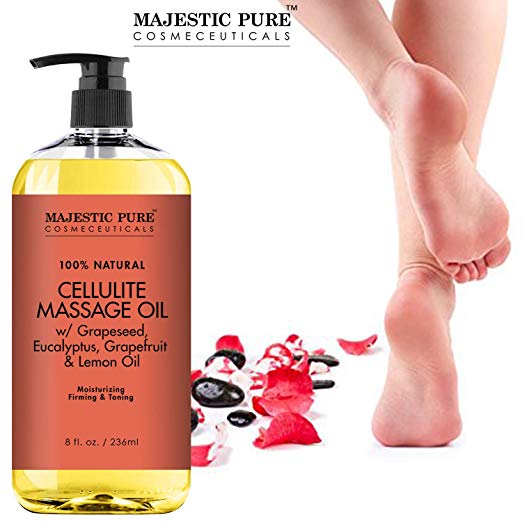 MAJESTIC PURE™
COSMECEUTICALS
MAJESTIC PURE™
COSMECEUTICALS
100% NATURAL
CELLULITE
MASSAGE OIL
w/ Grapeseed,
Eucalyptus, Grapefruit
& Lemon Oil
Moisturizing
Firming & Toning
8 fl. oz. / 236ml